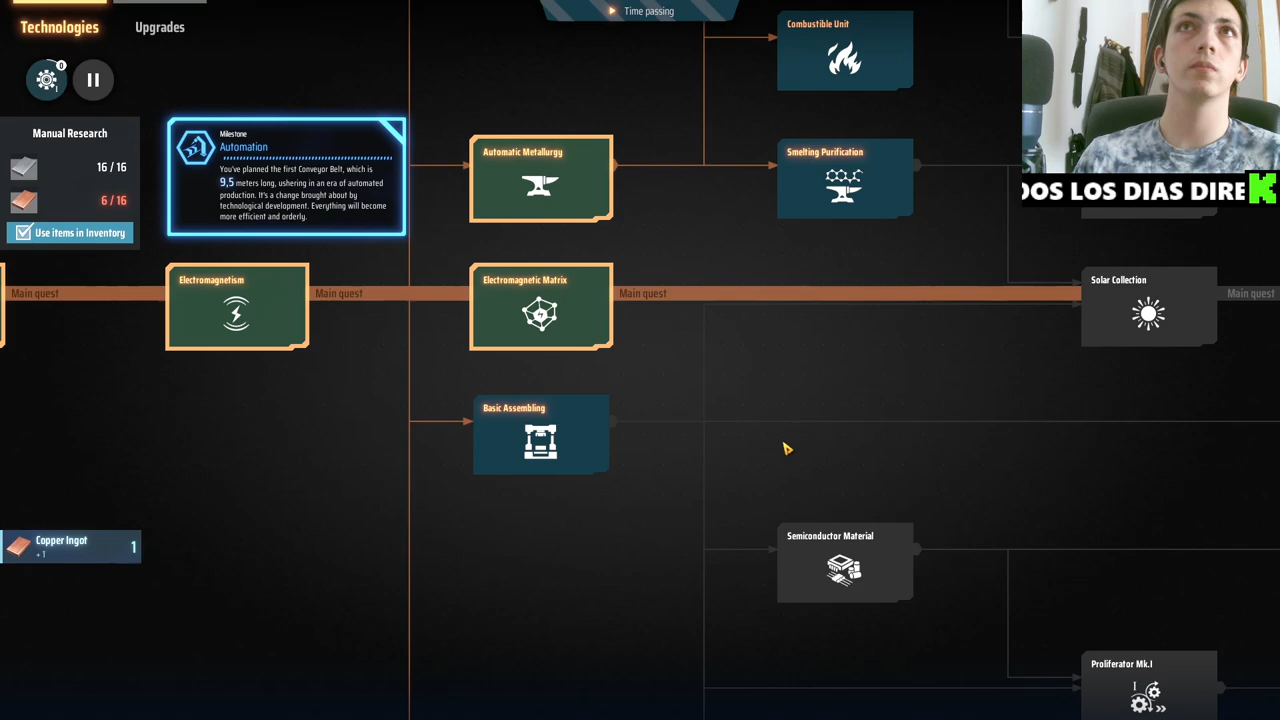 Technologies
Upgrades
Time passing
Combustible Unit
0
1
Manual Research
16 / 16
6 / 16
Use items in Inventory
Milestone
Automation
You've planned the first Conveyor Belt, which is
9,5 meters long, ushering in an era of automated
production. It's a change brought about by
technological development. Everything will become
more efficient and orderly.
Automatic Metallurgy
Smelting Purification
DOS LOS DIAS DIRE K
Main quest
Electromagnetism
Main quest
Electromagnetic Matrix
Main quest
Solar Collection
Main quest
Basic Assembling
Copper Ingot
+ 1
1
Semiconductor Material
Proliferator Mk.I
I